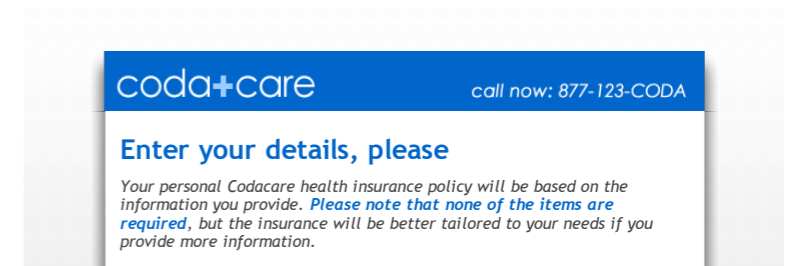 coda+care
call now: 877-123-CODA
Enter your details, please
Your personal Codacare health insurance policy will be based on the
information you provide. Please note that none of the items are
required, but the insurance will be better tailored to your needs if you
provide more information.